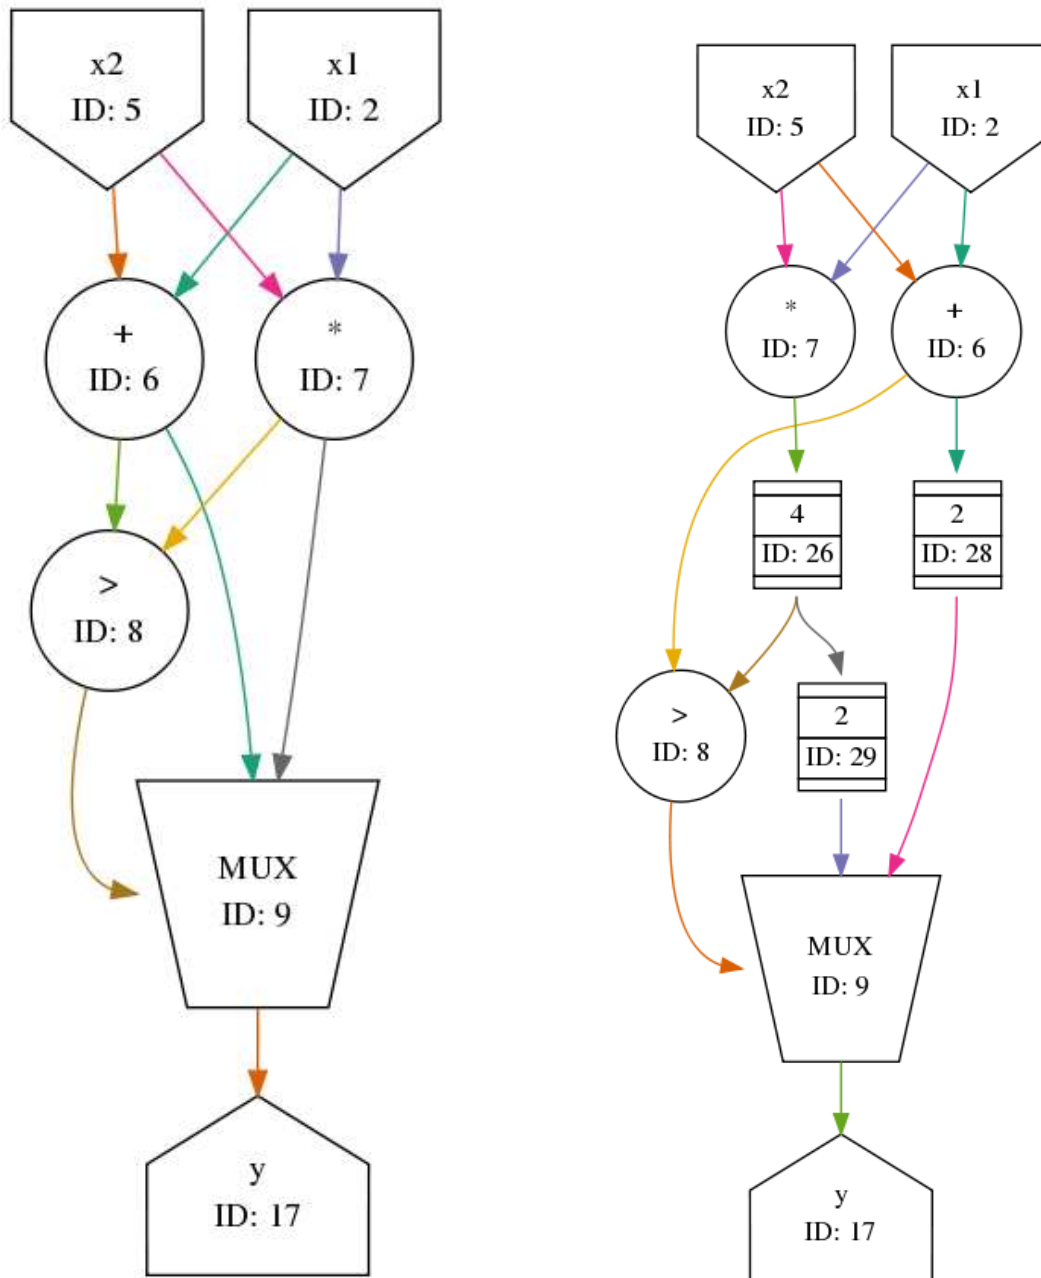 x2
ID: 5
x1
ID: 2
+
ID: 6
*
ID: 7
>
ID: 8
MUX
ID: 9
y
ID: 17
x2
ID: 5
x1
ID: 2
*
ID: 7
+
ID: 6
4
ID: 26
2
ID: 28
>
ID: 8
2
ID: 29
MUX
ID: 9
y
ID: 17